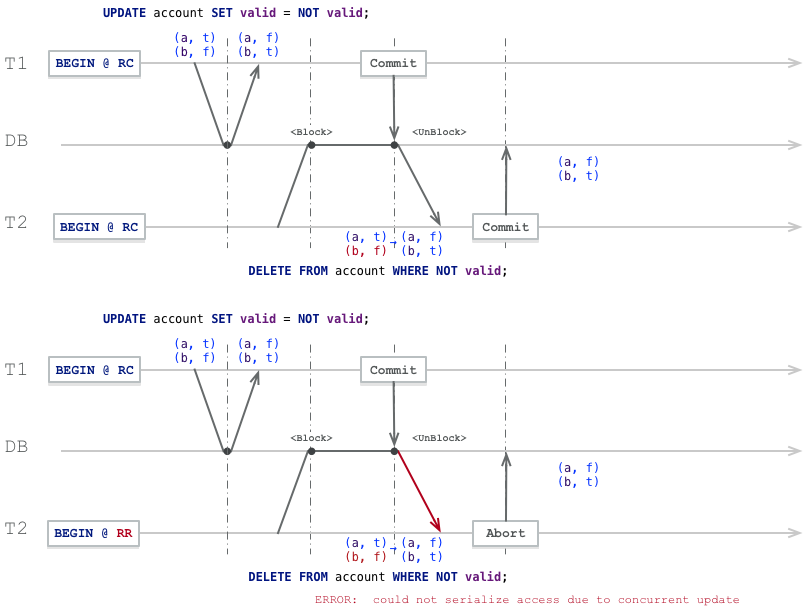 UPDATE account SET valid = NOT valid;
(a, t) (a, f)
(b, f) (b, t)
T1 BEGIN @ RC Commit
<Block> <UnBlock>
DB
(a, f)
(b, t)
T2 BEGIN @ RC Commit
(a, t) → (a, f)
(b, f) (b, t)
DELETE FROM account WHERE NOT valid;
UPDATE account SET valid = NOT valid;
(a, t) (a, f)
(b, f) (b, t)
T1 BEGIN @ RC Commit
<Block> <UnBlock>
DB
(a, f)
(b, t)
T2 BEGIN @ RR Abort
(a, t) → (a, f)
(b, f) (b, t)
DELETE FROM account WHERE NOT valid;
ERROR: could not serialize access due to concurrent update